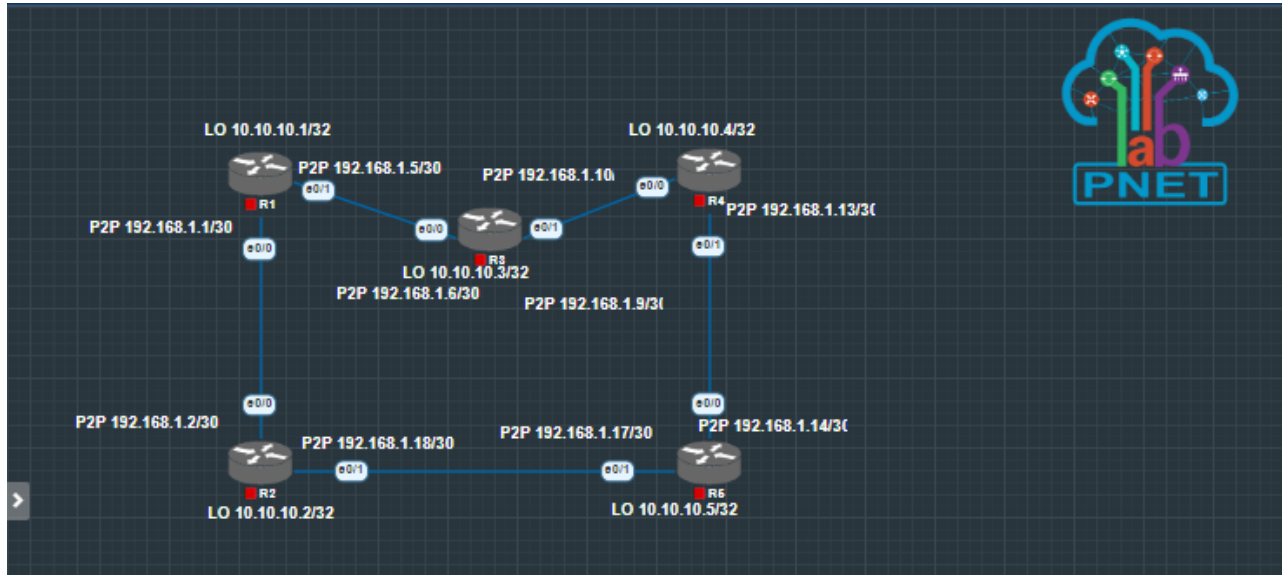 LO 10.10.10.1/32
LO 10.10.10.4/32
P2P 192.168.1.5/30
P2P 192.168.1.10/
e0/1
e0/0
R1
R4
P2P 192.168.1.13/30
P2P 192.168.1.1/30
e0/0
e0/0
e0/1
e0/1
R3
LO 10.10.10.3/32
P2P 192.168.1.6/30
P2P 192.168.1.9/30
e0/0
e0/0
P2P 192.168.1.2/30
P2P 192.168.1.18/30
P2P 192.168.1.17/30
P2P 192.168.1.14/30
e0/1
e0/1
R2
R5
LO 10.10.10.2/32
LO 10.10.10.5/32
lab
PNET